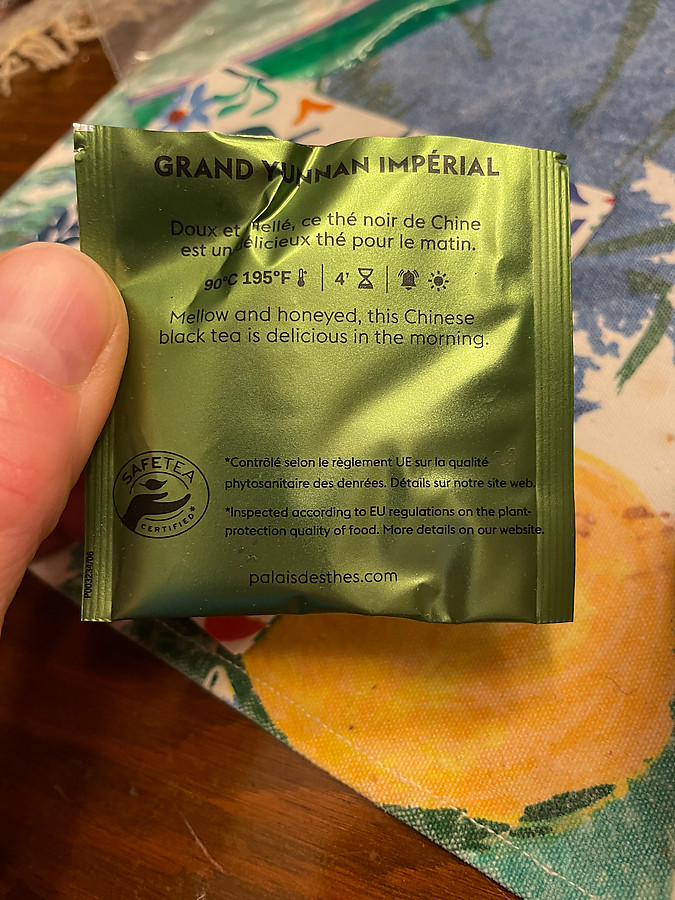 GRAND YUNNAN IMPÉRIAL
Doux et Mellé, ce thé noir de Chine
est un délicieux thé pour le matin.
90°C 195°F 4'
Mellow and honeyed, this Chinese
black tea is delicious in the morning.
SAFETEA
CERTIFIED*
*Contrôlé selon le règlement UE sur la qualité
phytosanitaire des denrées. Détails sur notre site web.
*Inspected according to EU regulations on the plant-
protection quality of food. More details on our website.
palaisdesthes.com
P003234/06